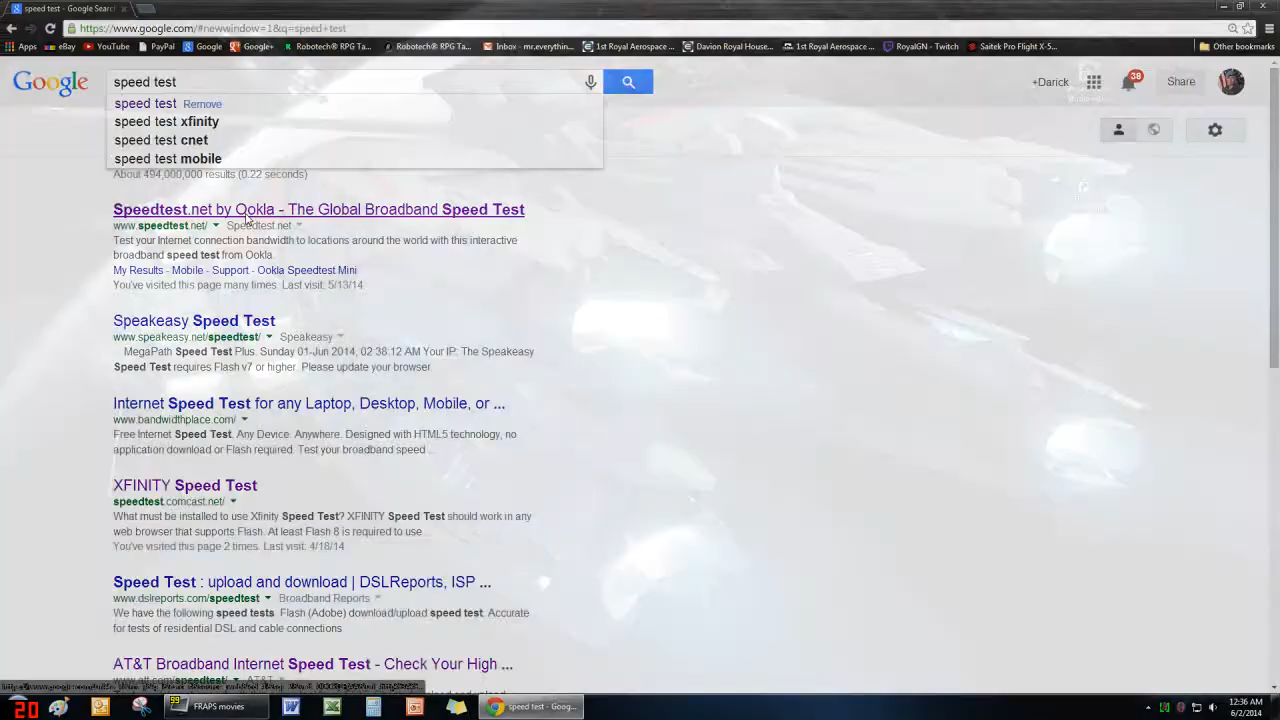 speed test - Google Search
https://www.google.com/#newwindow=1&q=speed+test
Apps eBay YouTube PayPal Google Google+ Robotech® RPG Ta... Robotech® RPG Ta... Inbox - mr.everythin... 1st Royal Aerospace ... Davion Royal House... 1st Royal Aerospace ... RoyalGN - Twitch Saitek Pro Flight X-5... Other bookmarks
Google speed test +Darick 38 Share
speed test Remove
speed test xfinity
speed test cnet
speed test mobile
About 494,000,000 results (0.22 seconds)
Speedtest.net by Ookla - The Global Broadband Speed Test
www.speedtest.net/ Speedtest.net
Test your Internet connection bandwidth to locations around the world with this interactive
broadband speed test from Ookla.
My Results - Mobile - Support - Ookla Speedtest Mini
You've visited this page many times. Last visit: 5/13/14
Speakeasy Speed Test
www.speakeasy.net/speedtest/ Speakeasy
MegaPath Speed Test Plus. Sunday 01-Jun 2014, 02:38:12 AM Your IP: The Speakeasy
Speed Test requires Flash v7 or higher. Please update your browser.
Internet Speed Test for any Laptop, Desktop, Mobile, or ...
www.bandwidthplace.com/
Free Internet Speed Test. Any Device. Anywhere. Designed with HTML5 technology, no
application download or Flash required. Test your broadband speed ...
XFINITY Speed Test
speedtest.comcast.net/
What must be installed to use Xfinity Speed Test? XFINITY Speed Test should work in any
web browser that supports Flash. At least Flash 8 is required to use ...
You've visited this page 2 times. Last visit: 4/18/14
Speed Test : upload and download | DSLReports, ISP ...
www.dslreports.com/speedtest Broadband Reports
We have the following speed tests. Flash (Adobe) download/upload speed test. Accurate
for tests of residential DSL and cable connections
AT&T Broadband Internet Speed Test - Check Your High ...
www.att.com/speedtest/ AT&T
20 99 FRAPS movies speed test - Goog... 12:36 AM
6/2/2014